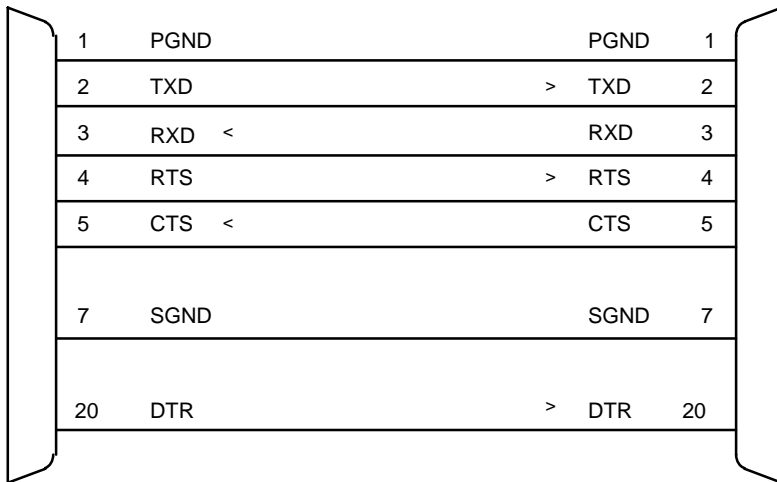 1 PGND PGND 1
2 TXD > TXD 2
3 RXD < RXD 3
4 RTS > RTS 4
5 CTS < CTS 5
7 SGND SGND 7
20 DTR > DTR 20